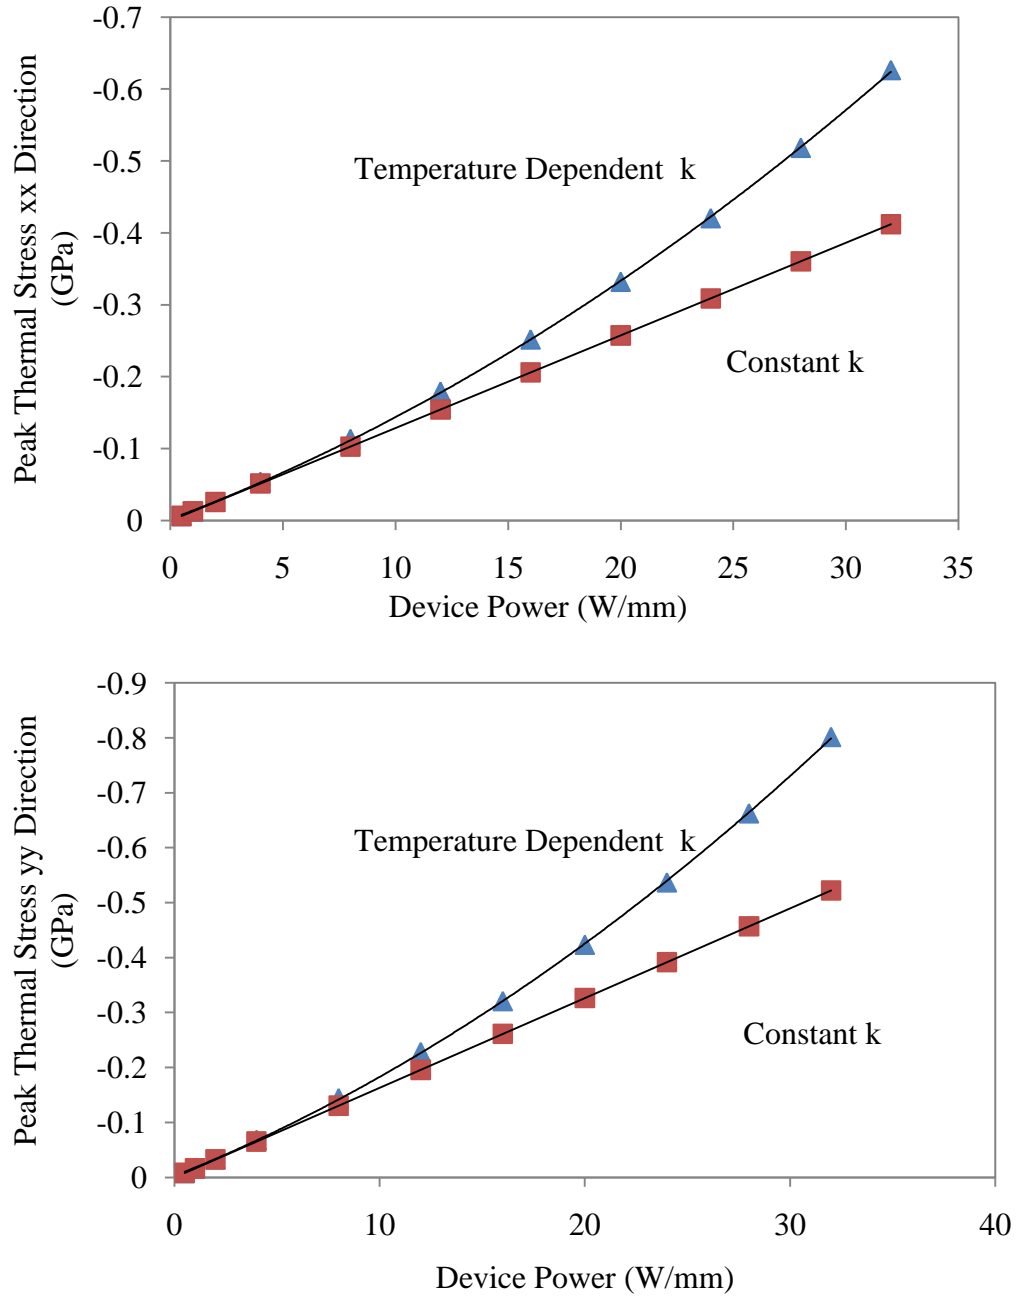 -0.7
-0.6
-0.5
-0.4
-0.3
-0.2
-0.1
0
Peak Thermal Stress xx Direction
((GPa)
Temperature Dependent k
Constant k
0 5 10 15 20 25 30 35
Device Power (W/mm)
-0.9
-0.8
-0.7
-0.6
-0.5
-0.4
-0.3
-0.2
-0.1
0
Peak Thermal Stress yy Direction
((GPa)
Temperature Dependent k
Constant k
0 10 20 30 40
Device Power (W/mm)